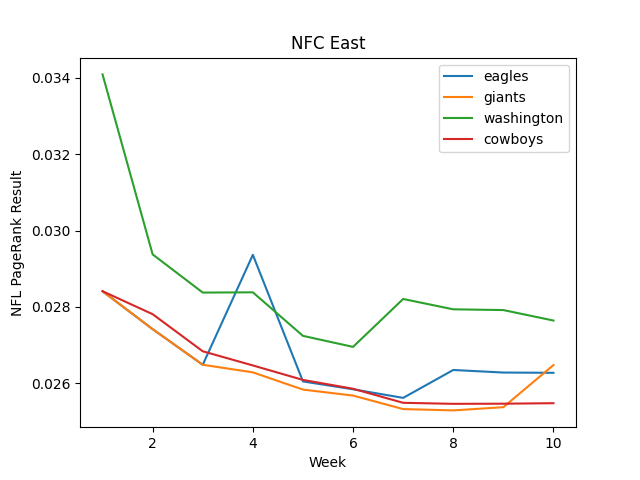 NFC East
eagles
giants
washington
cowboys
NFL PageRank Result
0.034
0.032
0.030
0.028
0.026
2 4 6 8 10
Week